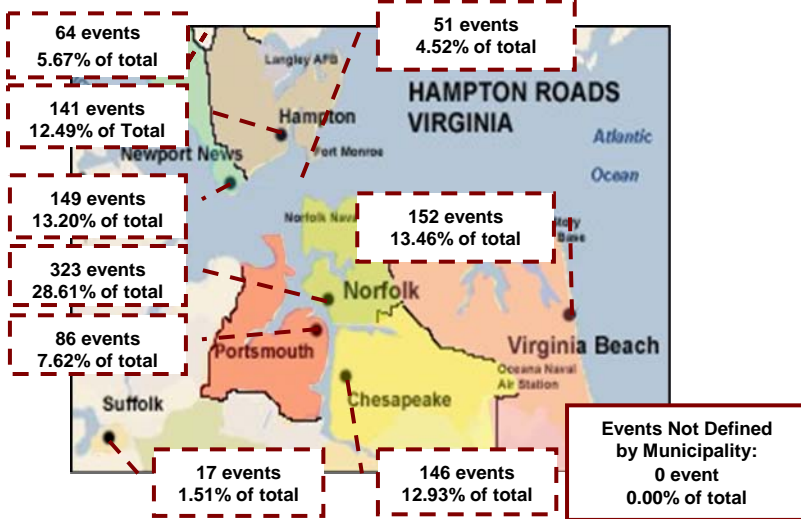 64 events
5.67% of total
51 events
4.52% of total
Langley AFB
HAMPTON ROADS
VIRGINIA
141 events
12.49% of Total
Hampton
Atlantic
Ocean
Newport News
Fort Monroe
149 events
13.20% of total
152 events
13.46% of total
Norfolk Nava
Base
323 events
28.61% of total
Norfolk
86 events
7.62% of total
Portsmouth
Virginia Beach
Oceana Naval
Air Station
Suffolk
Chesapeake
Events Not Defined
by Municipality:
0 event
0.00% of total
17 events
1.51% of total
146 events
12.93% of total